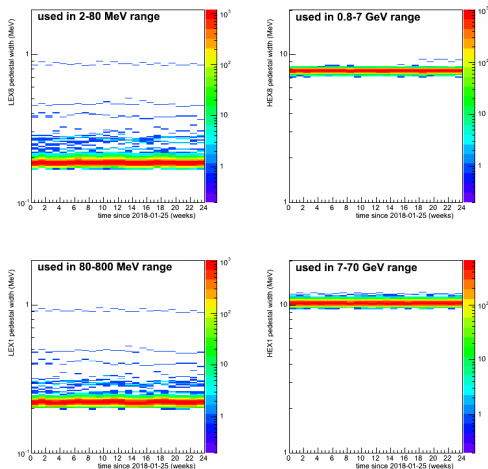 used in 2-80 MeV range
LEX8 pedestal width (MeV)
1
10-1
0 2 4 6 8 10 12 14 16 18 20 22 24
time since 2018-01-25 (weeks)
103
102
10
1
used in 0.8-7 GeV range
HEX8 pedestal width (MeV)
10
1
0 2 4 6 8 10 12 14 16 18 20 22 24
time since 2018-01-25 (weeks)
103
102
10
1
used in 80-800 MeV range
LEX1 pedestal width (MeV)
1
10-1
0 2 4 6 8 10 12 14 16 18 20 22 24
time since 2018-01-25 (weeks)
103
102
10
1
used in 7-70 GeV range
HEX1 pedestal width (MeV)
10
1
0 2 4 6 8 10 12 14 16 18 20 22 24
time since 2018-01-25 (weeks)
102
10
1